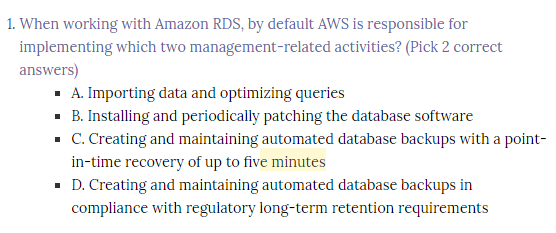 1. When working with Amazon RDS, by default AWS is responsible for
implementing which two management-related activities? (Pick 2 correct
answers)
▪ A. Importing data and optimizing queries
▪ B. Installing and periodically patching the database software
▪ C. Creating and maintaining automated database backups with a point-
in-time recovery of up to five minutes
▪ D. Creating and maintaining automated database backups in
compliance with regulatory long-term retention requirements